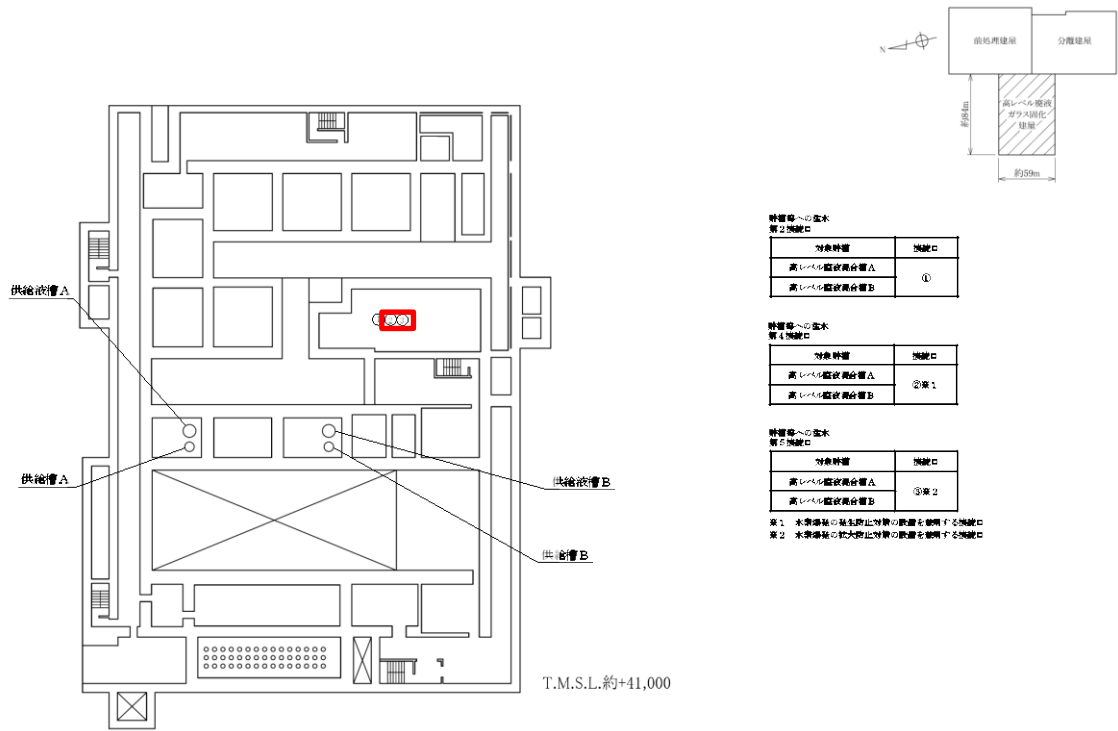 N
前処理建屋
分離建屋
高レベル廃液
ガラス固化
建屋
約84m
約59m
供給液槽A
供給槽A
供給液槽B
供給槽B
T.M.S.L.約+41,000
貯槽等への注水
第2接続口
対象貯槽 接続口
高レベル廃液混合槽A
①
高レベル廃液混合槽B
貯槽等への注水
第4接続口
対象貯槽 接続口
高レベル廃液混合槽A
②※1
高レベル廃液混合槽B
貯槽等への注水
第5接続口
対象貯槽 接続口
高レベル廃液混合槽A
③※2
高レベル廃液混合槽B
※1 水素爆発の発生防止対策の設備を兼用する接続口
※2 水素爆発の拡大防止対策の設備を兼用する接続口